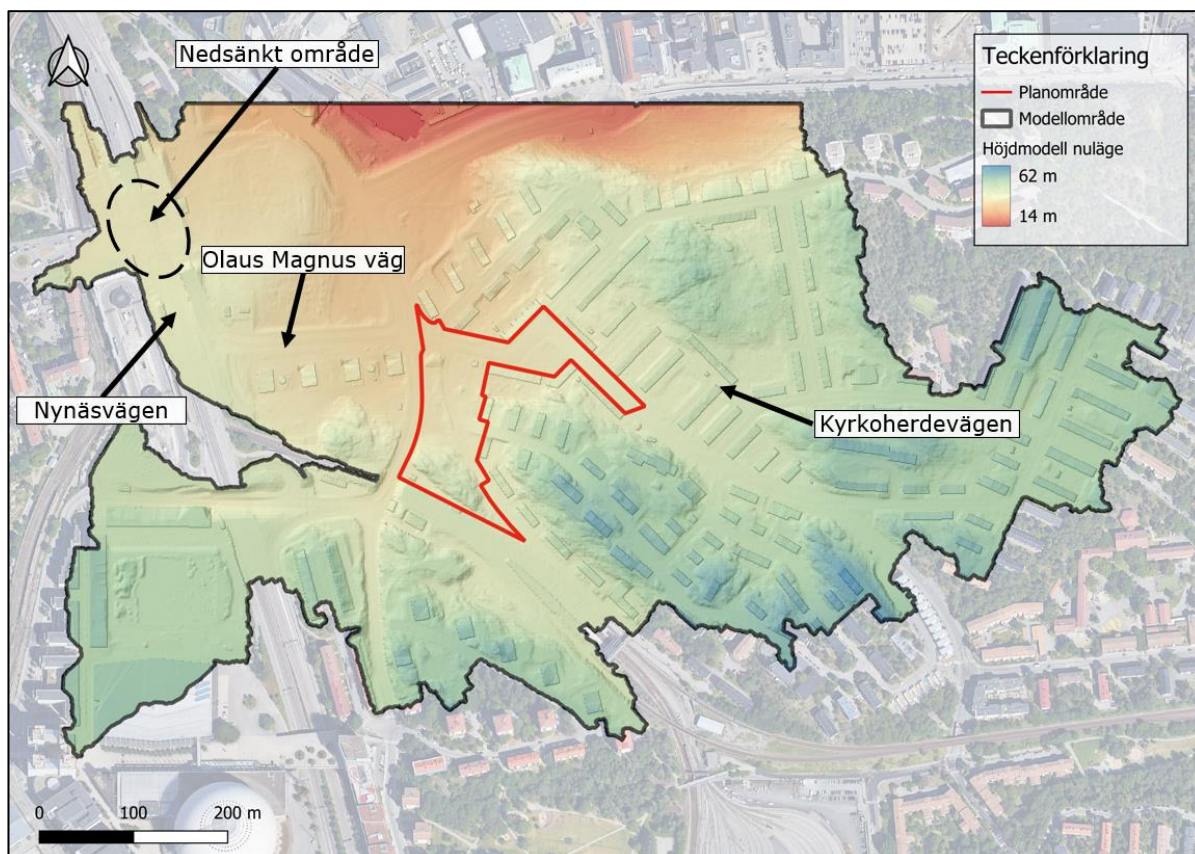 Nedsänkt område
Teckenförklaring
Planområde
Modellområde
Höjdmodell nuläge
62 m
14 m
Olaus Magnus väg
Nynäsvägen
Kyrkoherdevägen
0 100 200 m